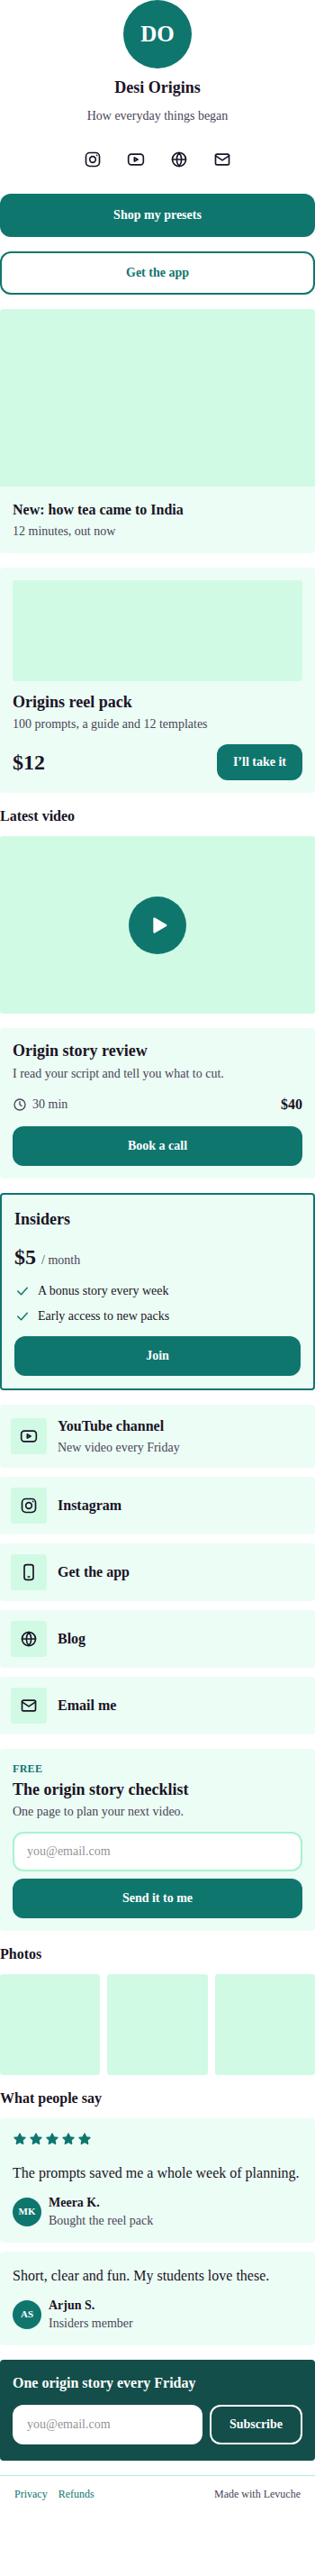 DO
Desi Origins
How everyday things began
Shop my presets
Get the app
New: how tea came to India
12 minutes, out now
Origins reel pack
100 prompts, a guide and 12 templates
$12
I’ll take it
Latest video
Origin story review
I read your script and tell you what to cut.
30 min
$40
Book a call
Insiders
$5 / month
A bonus story every week
Early access to new packs
Join
YouTube channel
New video every Friday
Instagram
Get the app
Blog
Email me
FREE
The origin story checklist
One page to plan your next video.
you@email.com
Send it to me
Photos
What people say
The prompts saved me a whole week of planning.
MK
Meera K.
Bought the reel pack
Short, clear and fun. My students love these.
AS
Arjun S.
Insiders member
One origin story every Friday
you@email.com
Subscribe
Privacy
Refunds
Made with Levuche